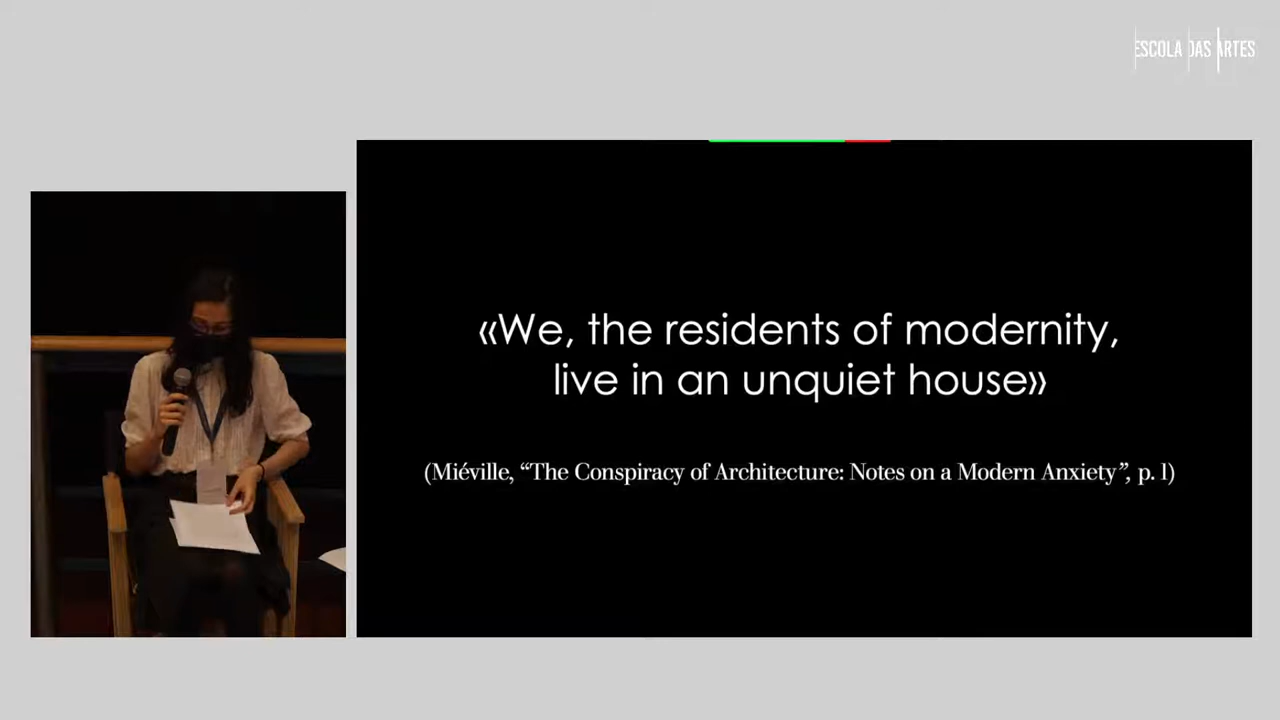 ESCOLA DAS ARTES
«We, the residents of modernity,
live in an unquiet house»
(Miéville, “The Conspiracy of Architecture: Notes on a Modern Anxiety”, p. 1)